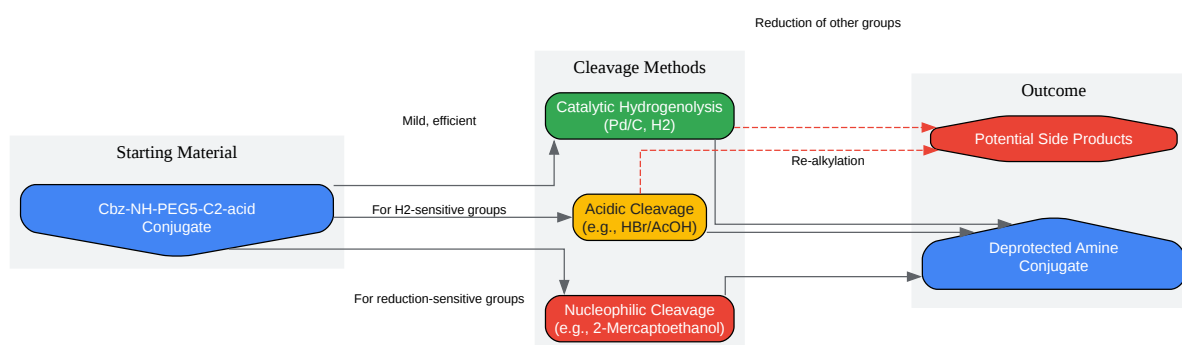 Reduction of other groups
Cleavage Methods
Outcome
Catalytic Hydrogenolysis
(Pd/C, H2)
Mild, efficient
Potential Side Products
Starting Material
Re-alkylation
Cbz-NH-PEG5-C2-acid
Conjugate
For H2-sensitive groups
Acidic Cleavage
(e.g., HBr/AcOH)
Deprotected Amine
Conjugate
For reduction-sensitive groups
Nucleophilic Cleavage
(e.g., 2-Mercaptoethanol)